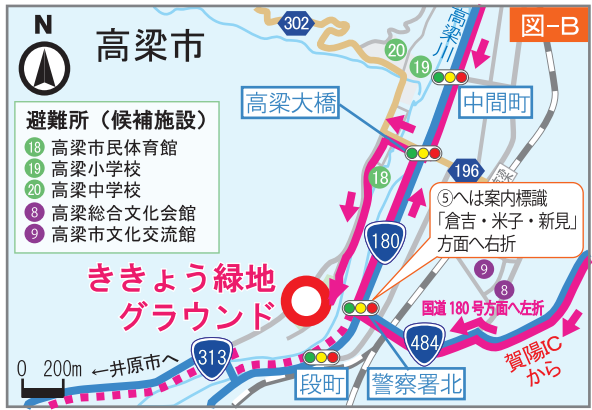 N
高梁市
302
高梁川
図-B
20
19
中間町
高梁大橋
避難所（候補施設）
18 高梁市民体育館
19 高梁小学校
20 高梁中学校
8 高梁総合文化会館
9 高梁市文化交流館
18
196
⑤へは案内標識
「倉吉・米子・新見」
方面へ右折
180
9
8
ききょう緑地
グラウンド
国道180号方面へ左折
484
賀陽IC
から
0 200m
←井原市へ
313
段町
警察署北